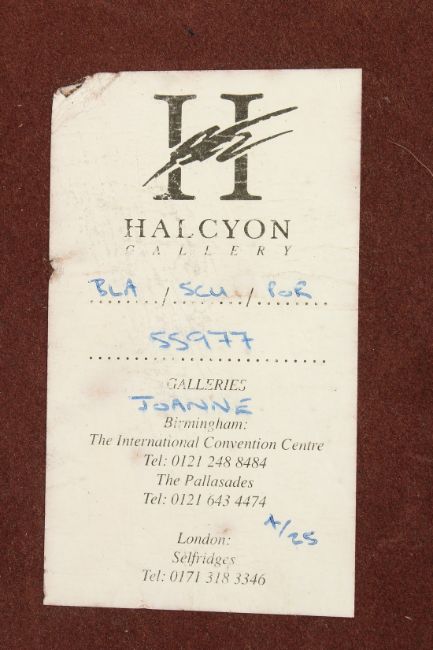 H
HALCYON
GALLERY
BLA / SCU / POR
55977
GALLERIES
JOANNE
Birmingham:
The International Convention Centre
Tel: 0121 248 8484
The Pallasades
Tel: 0121 643 4474
London:
Selfridges
Tel: 0171 318 3346